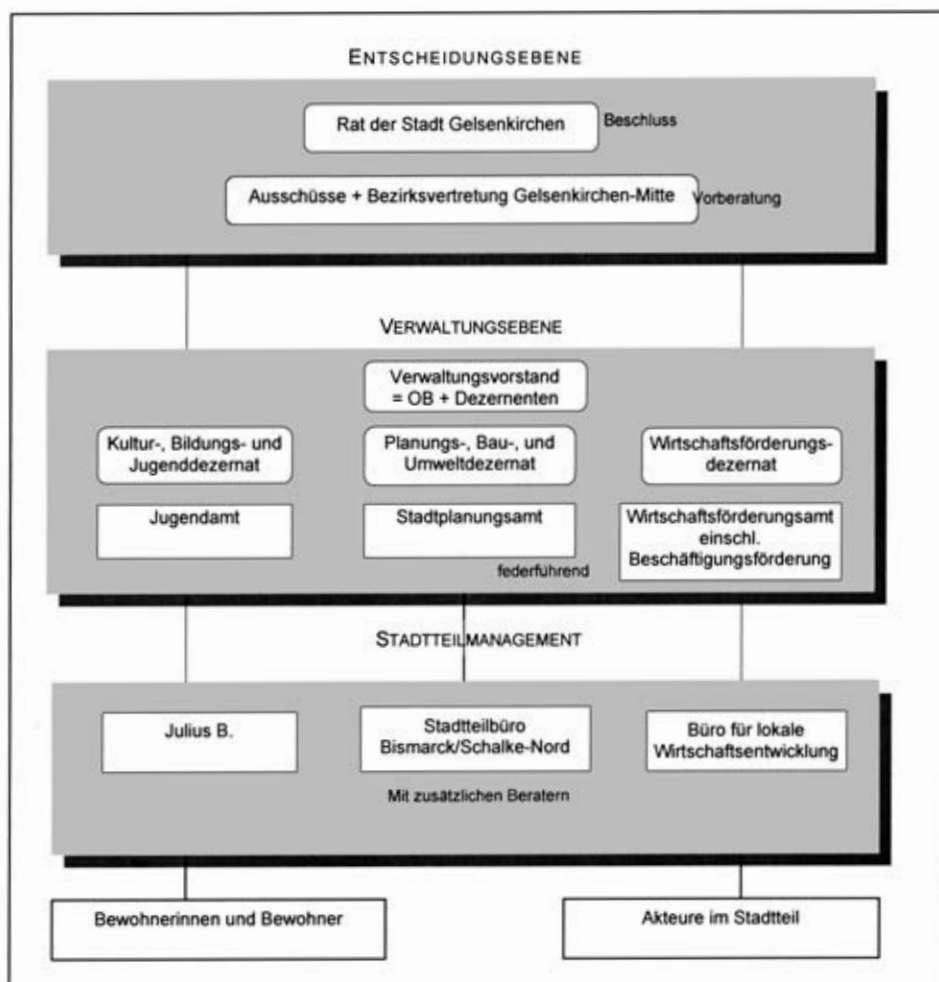 ENTSCHEIDUNGSEBENE
Rat der Stadt Gelsenkirchen
Beschluss
Ausschüsse + Bezirksvertretung Gelsenkirchen-Mitte
Vorberatung
VERWALTUNGSEBENE
Verwaltungsvorstand
= OB + Dezernenten
Kultur-, Bildungs- und
Jugenddezernat
Planungs-, Bau-, und
Umweltdezernat
Wirtschaftsförderungs-
dezernat
Jugendamt
Stadtplanungsamt
federführend
Wirtschaftsförderungsamt
einschl.
Beschäftigungsförderung
STADTTEILMANAGEMENT
Julius B.
Stadtteilbüro
Bismarck/Schalke-Nord
Büro für lokale
Wirtschaftsentwicklung
Mit zusätzlichen Beratern
Bewohnerinnen und Bewohner
Akteure im Stadtteil